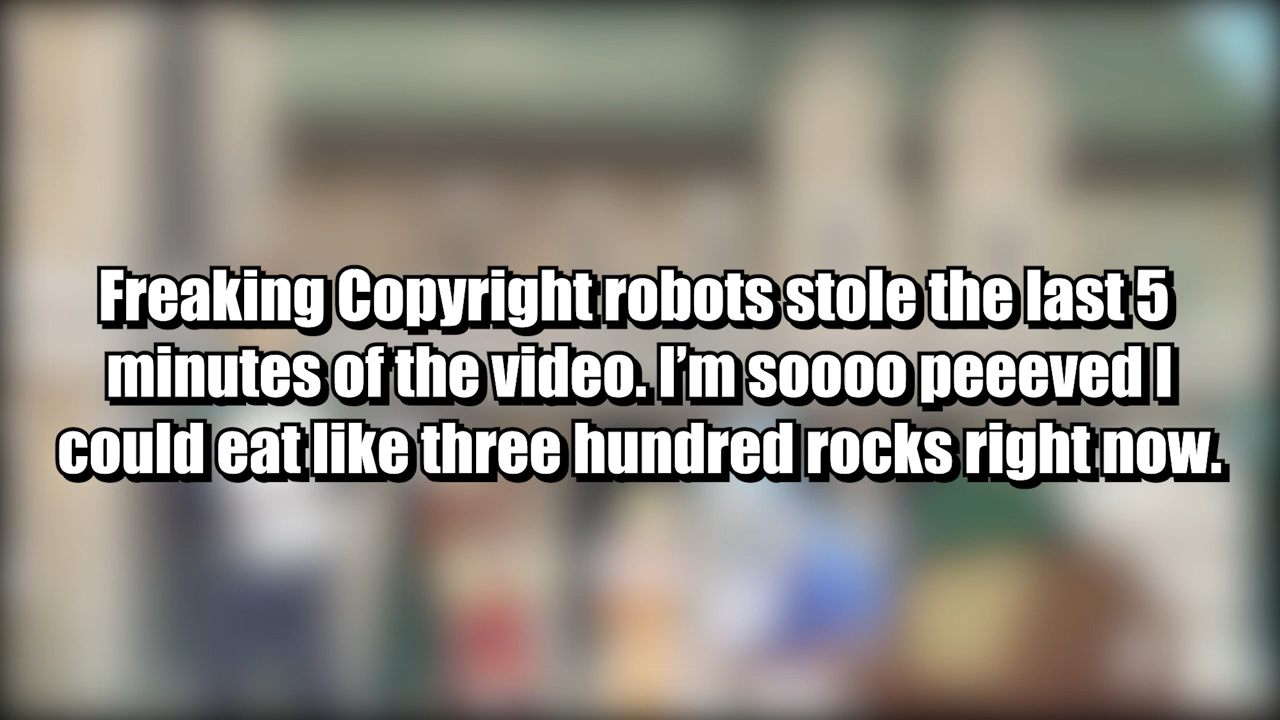 Freaking Copyright robots stole the last 5
minutes of the video. I’m soooo peeeved I
could eat like three hundred rocks right now.